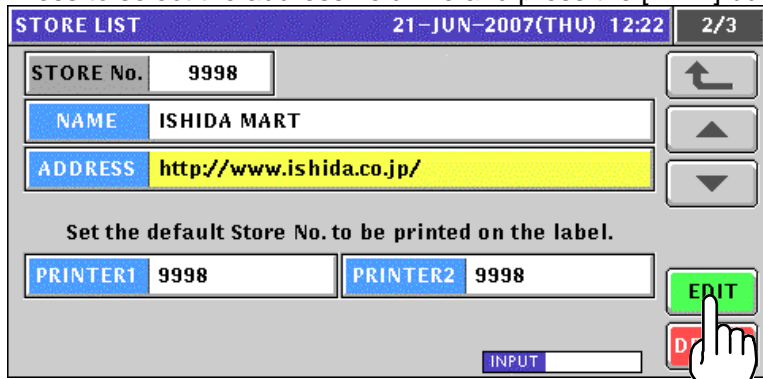 STORE LIST 21-JUN-2007(THU) 12:22 2/3
STORE No. 9998
NAME ISHIDA MART
ADDRESS http://www.ishida.co.jp/
Set the default Store No. to be printed on the label.
PRINTER1 9998 PRINTER2 9998
EDIT
INPUT